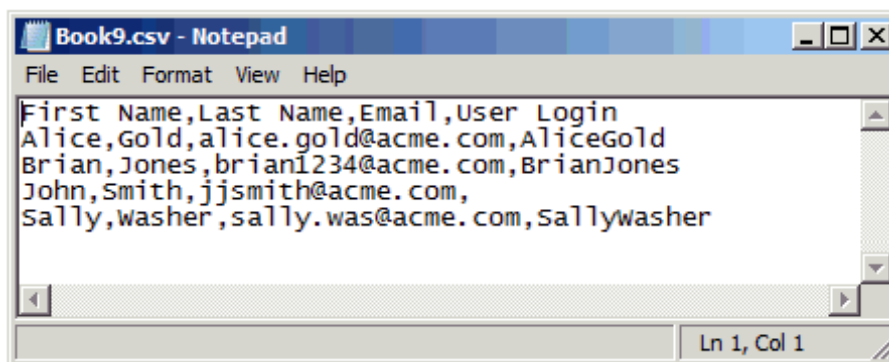 Book9.csv - Notepad
File Edit Format View Help
First Name,Last Name,Email,User Login
Alice,Gold,alice.gold@acme.com,AliceGold
Brian,Jones,brian1234@acme.com,BrianJones
John,Smith,jjsmith@acme.com,
Sally,Washer,sally.was@acme.com,SallyWasher
Ln 1, Col 1